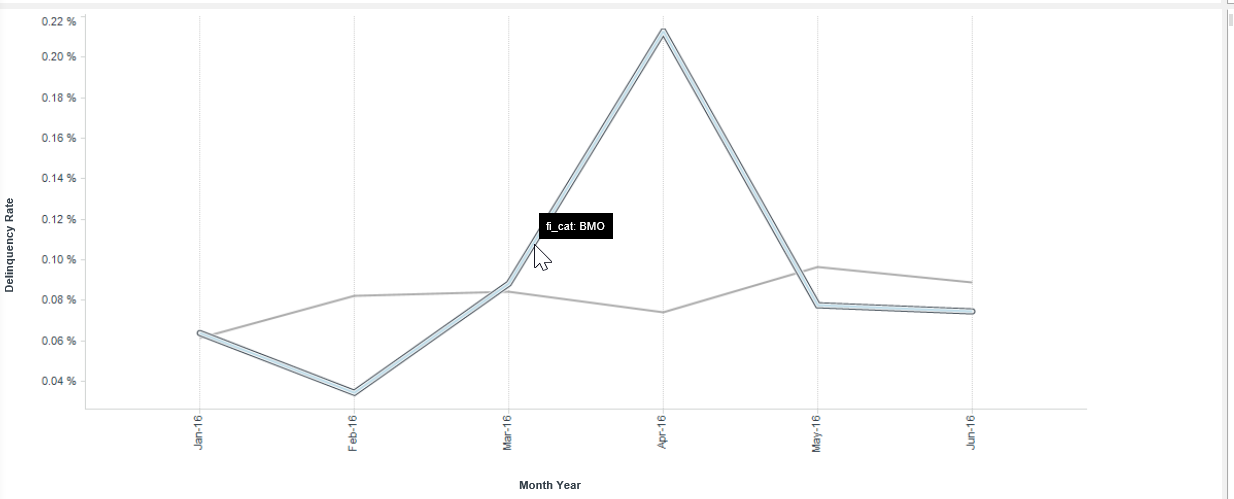 0.22 %
0.20 %
0.18 %
0.16 %
0.14 %
0.12 %
0.10 %
0.08 %
0.06 %
0.04 %
Delinquency Rate
fi_cat: BMO
Jan-16
Feb-16
Mar-16
Apr-16
May-16
Jun-16
Month Year